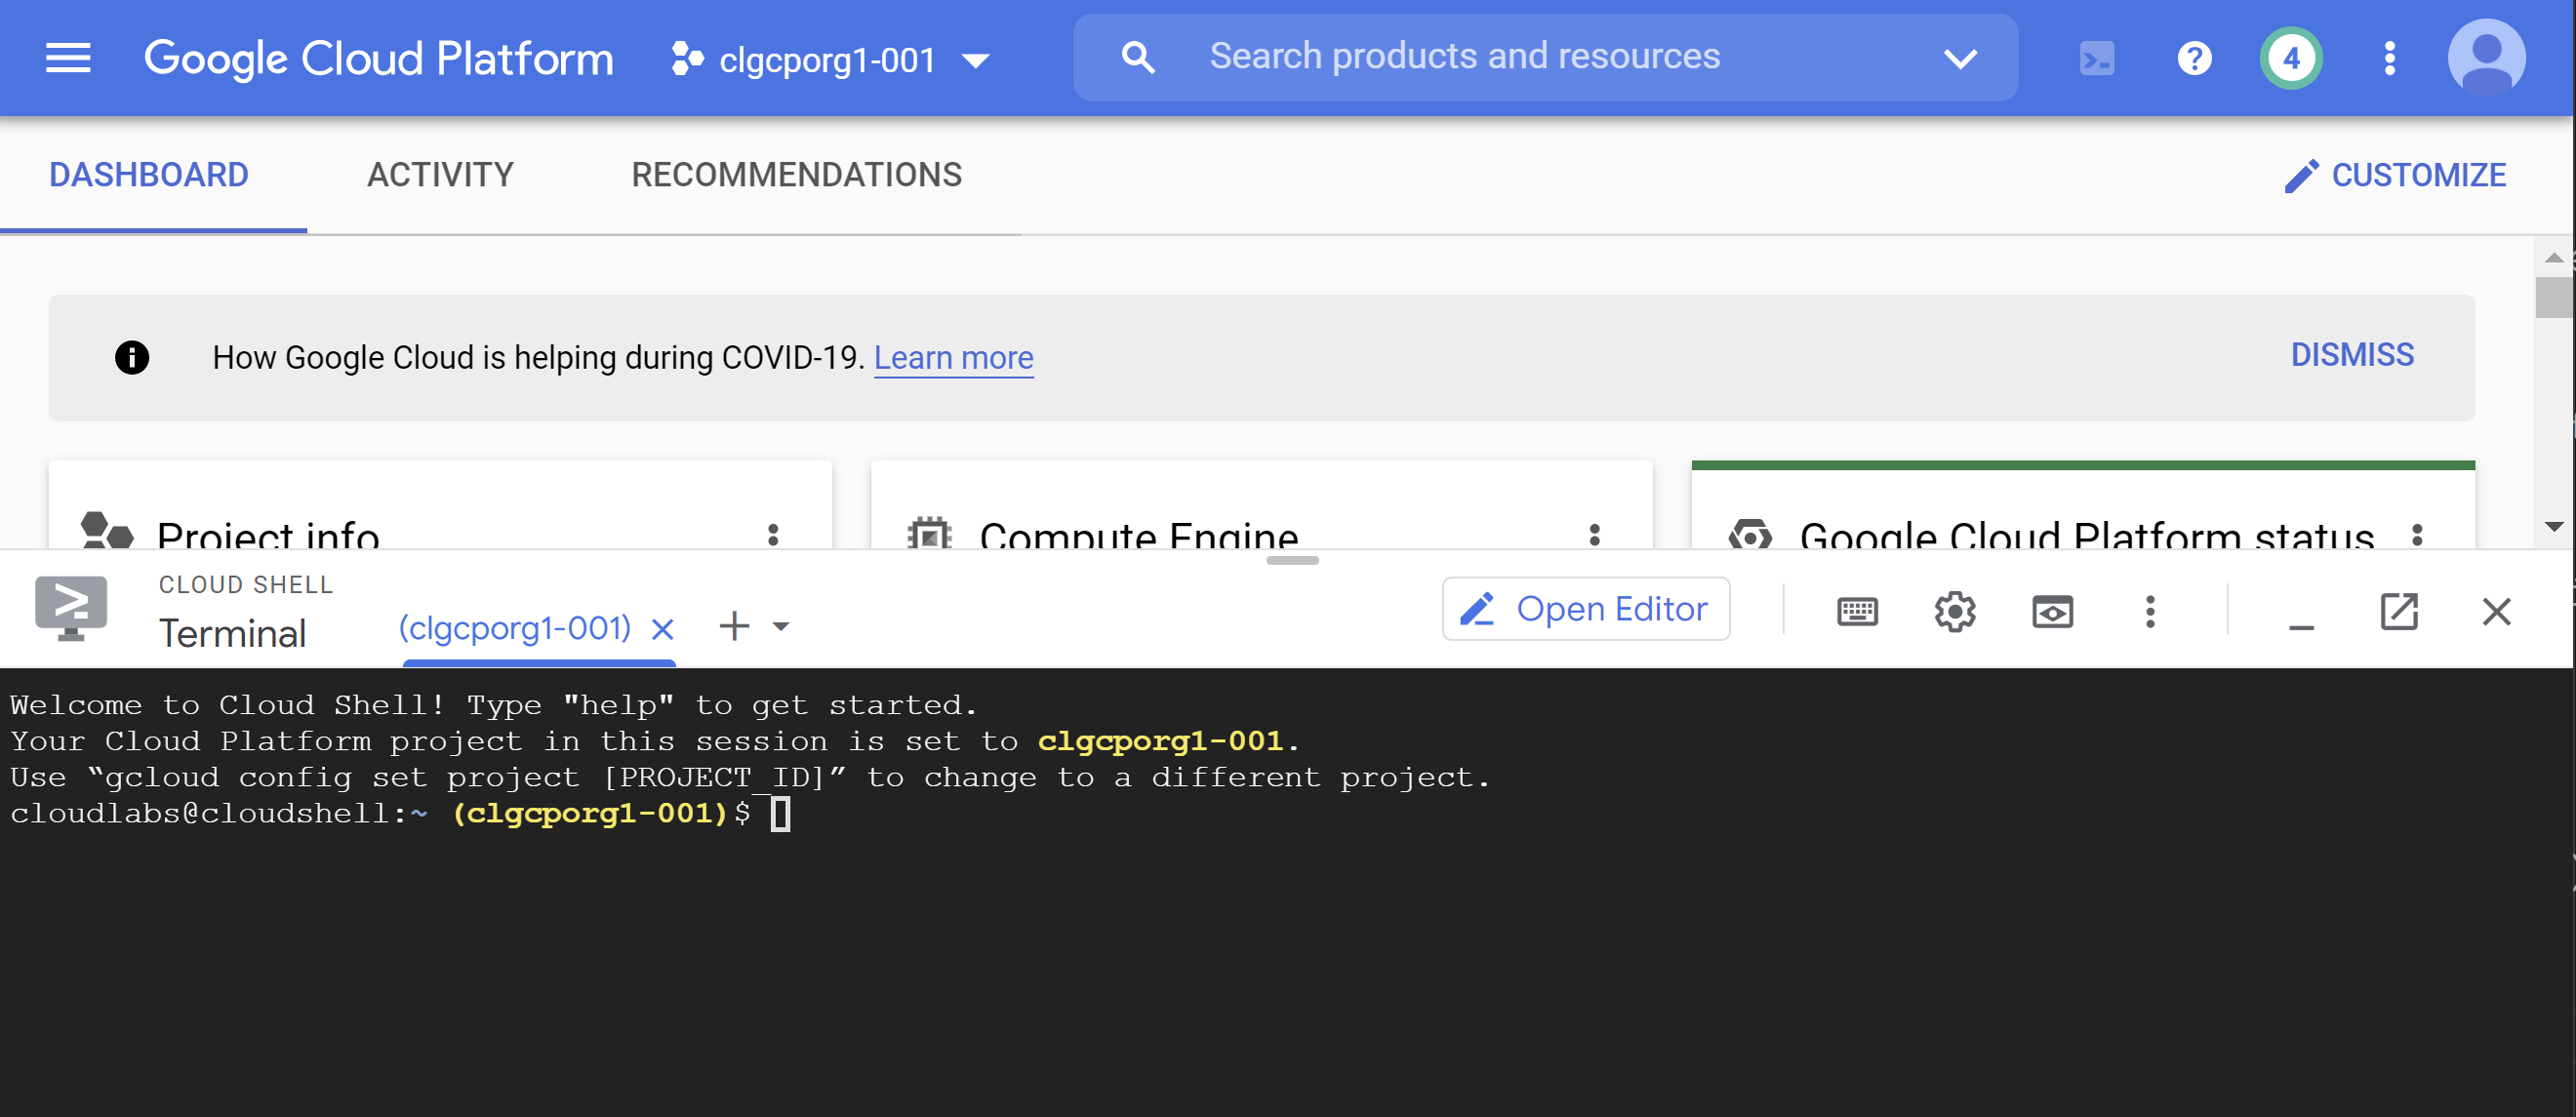 Google Cloud Platform
clgcporg1-001
Search products and resources
4
DASHBOARD
ACTIVITY
RECOMMENDATIONS
CUSTOMIZE
How Google Cloud is helping during COVID-19. Learn more
DISMISS
Project info
Compute Engine
Google Cloud Platform status
CLOUD SHELL
Terminal
(clgcporg1-001)
Open Editor
Welcome to Cloud Shell! Type "help" to get started.
Your Cloud Platform project in this session is set to clgcporg1-001.
Use “gcloud config set project [PROJECT_ID]” to change to a different project.
cloudlabs@cloudshell:~ (clgcporg1-001)$